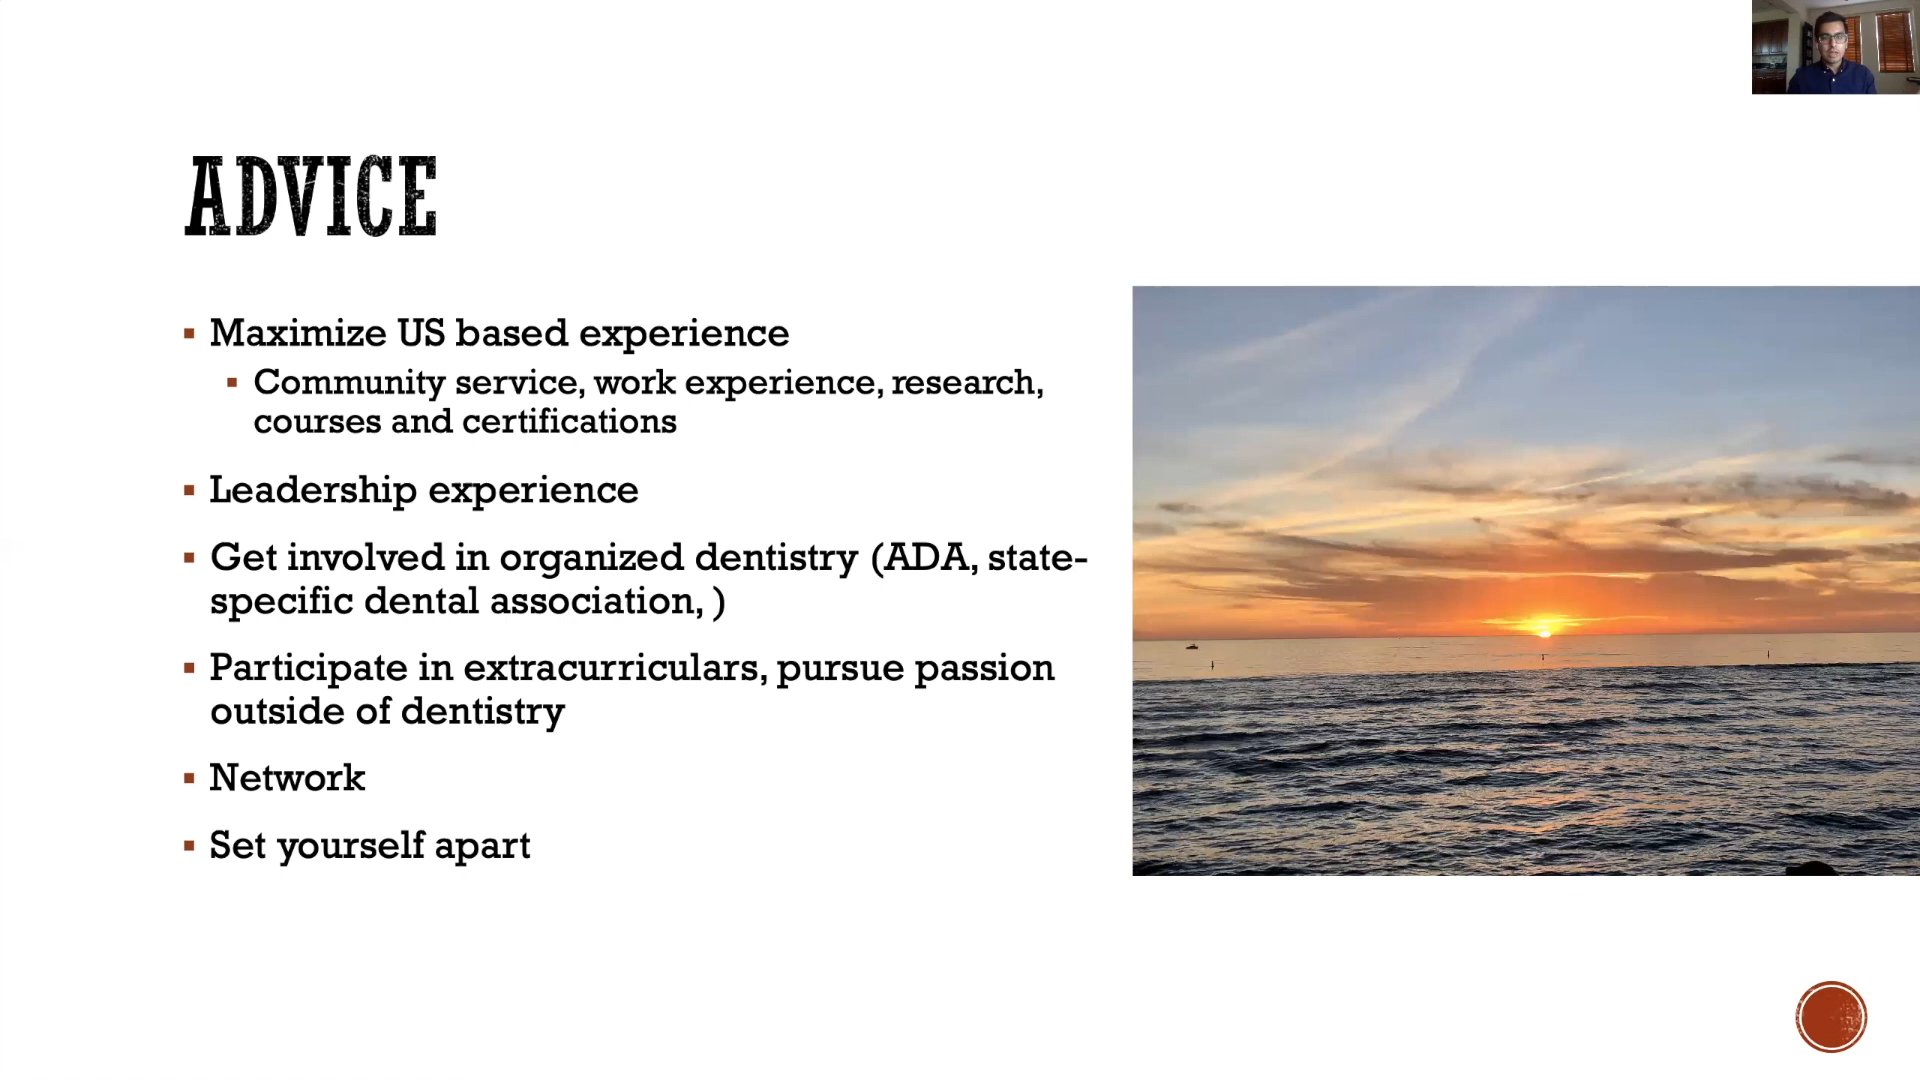 ADVICE
Maximize US based experience
Community service, work experience, research,
courses and certifications
Leadership experience
Get involved in organized dentistry (ADA, state-
specific dental association, )
Participate in extracurriculars, pursue passion
outside of dentistry
Network
Set yourself apart